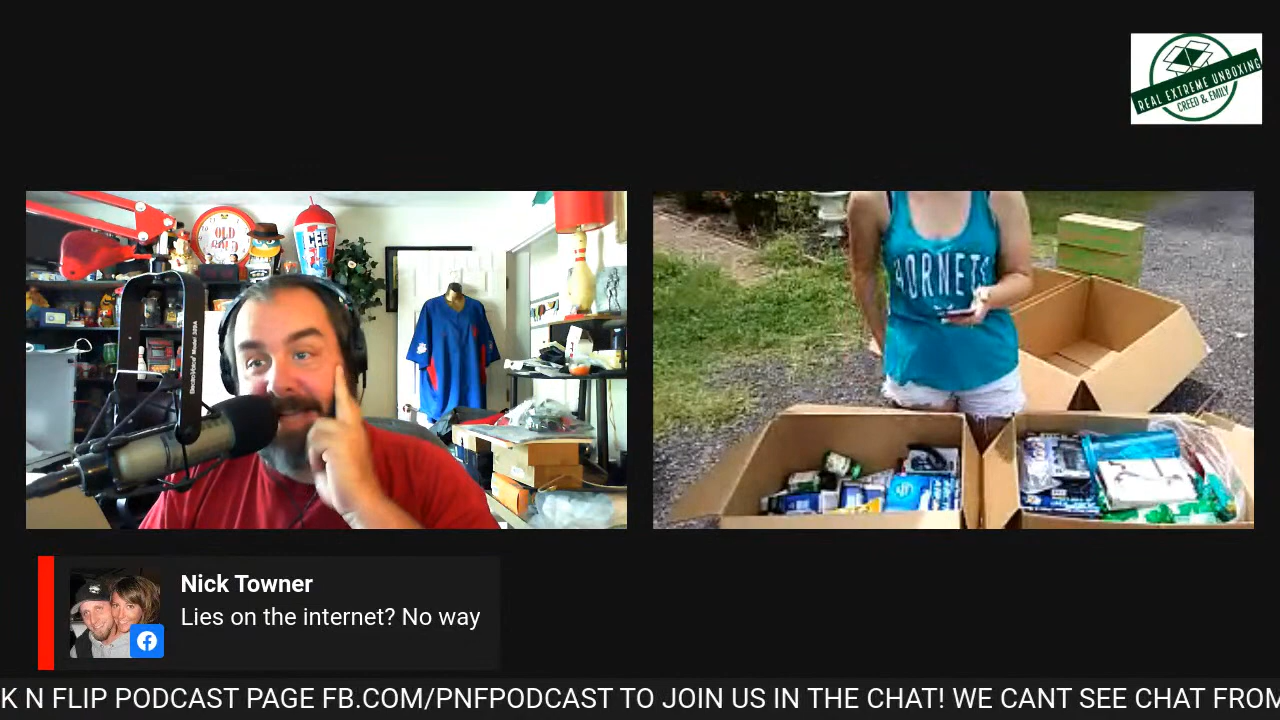 REAL EXTREME UNBOXING
CREED & EMILY
OLD GOLD
HORNETS
Nick Towner
Lies on the internet? No way
K N FLIP PODCAST PAGE FB.COM/PNFPODCAST TO JOIN US IN THE CHAT! WE CANT SEE CHAT FROM